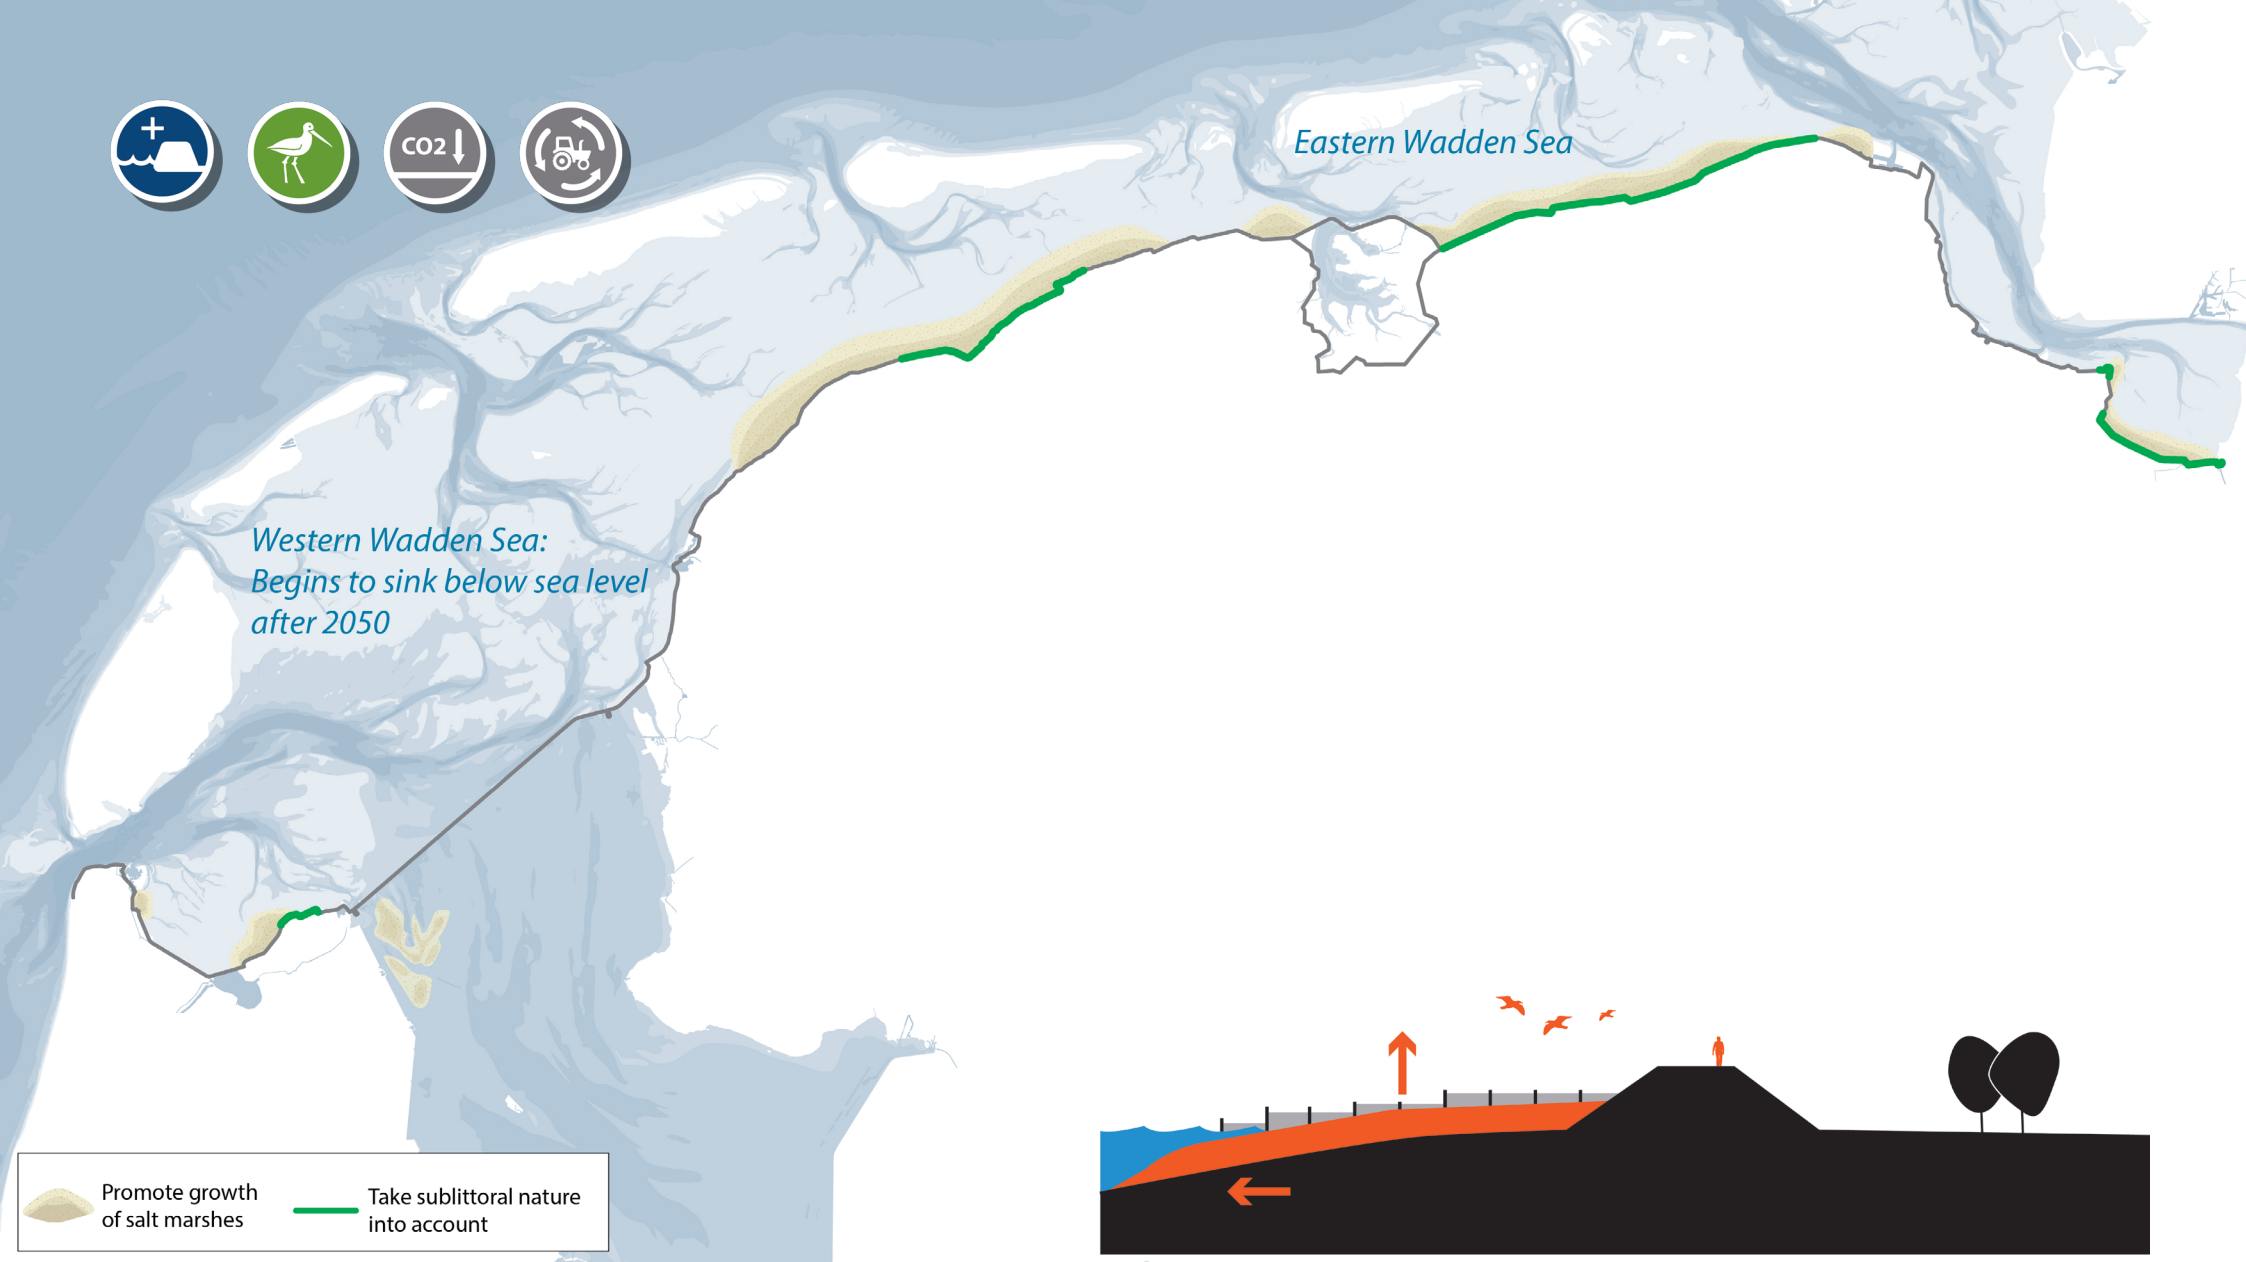 CO2
Eastern Wadden Sea
Western Wadden Sea:
Begins to sink below sea level
after 2050
Promote growth
of salt marshes
Take sublittoral nature
into account